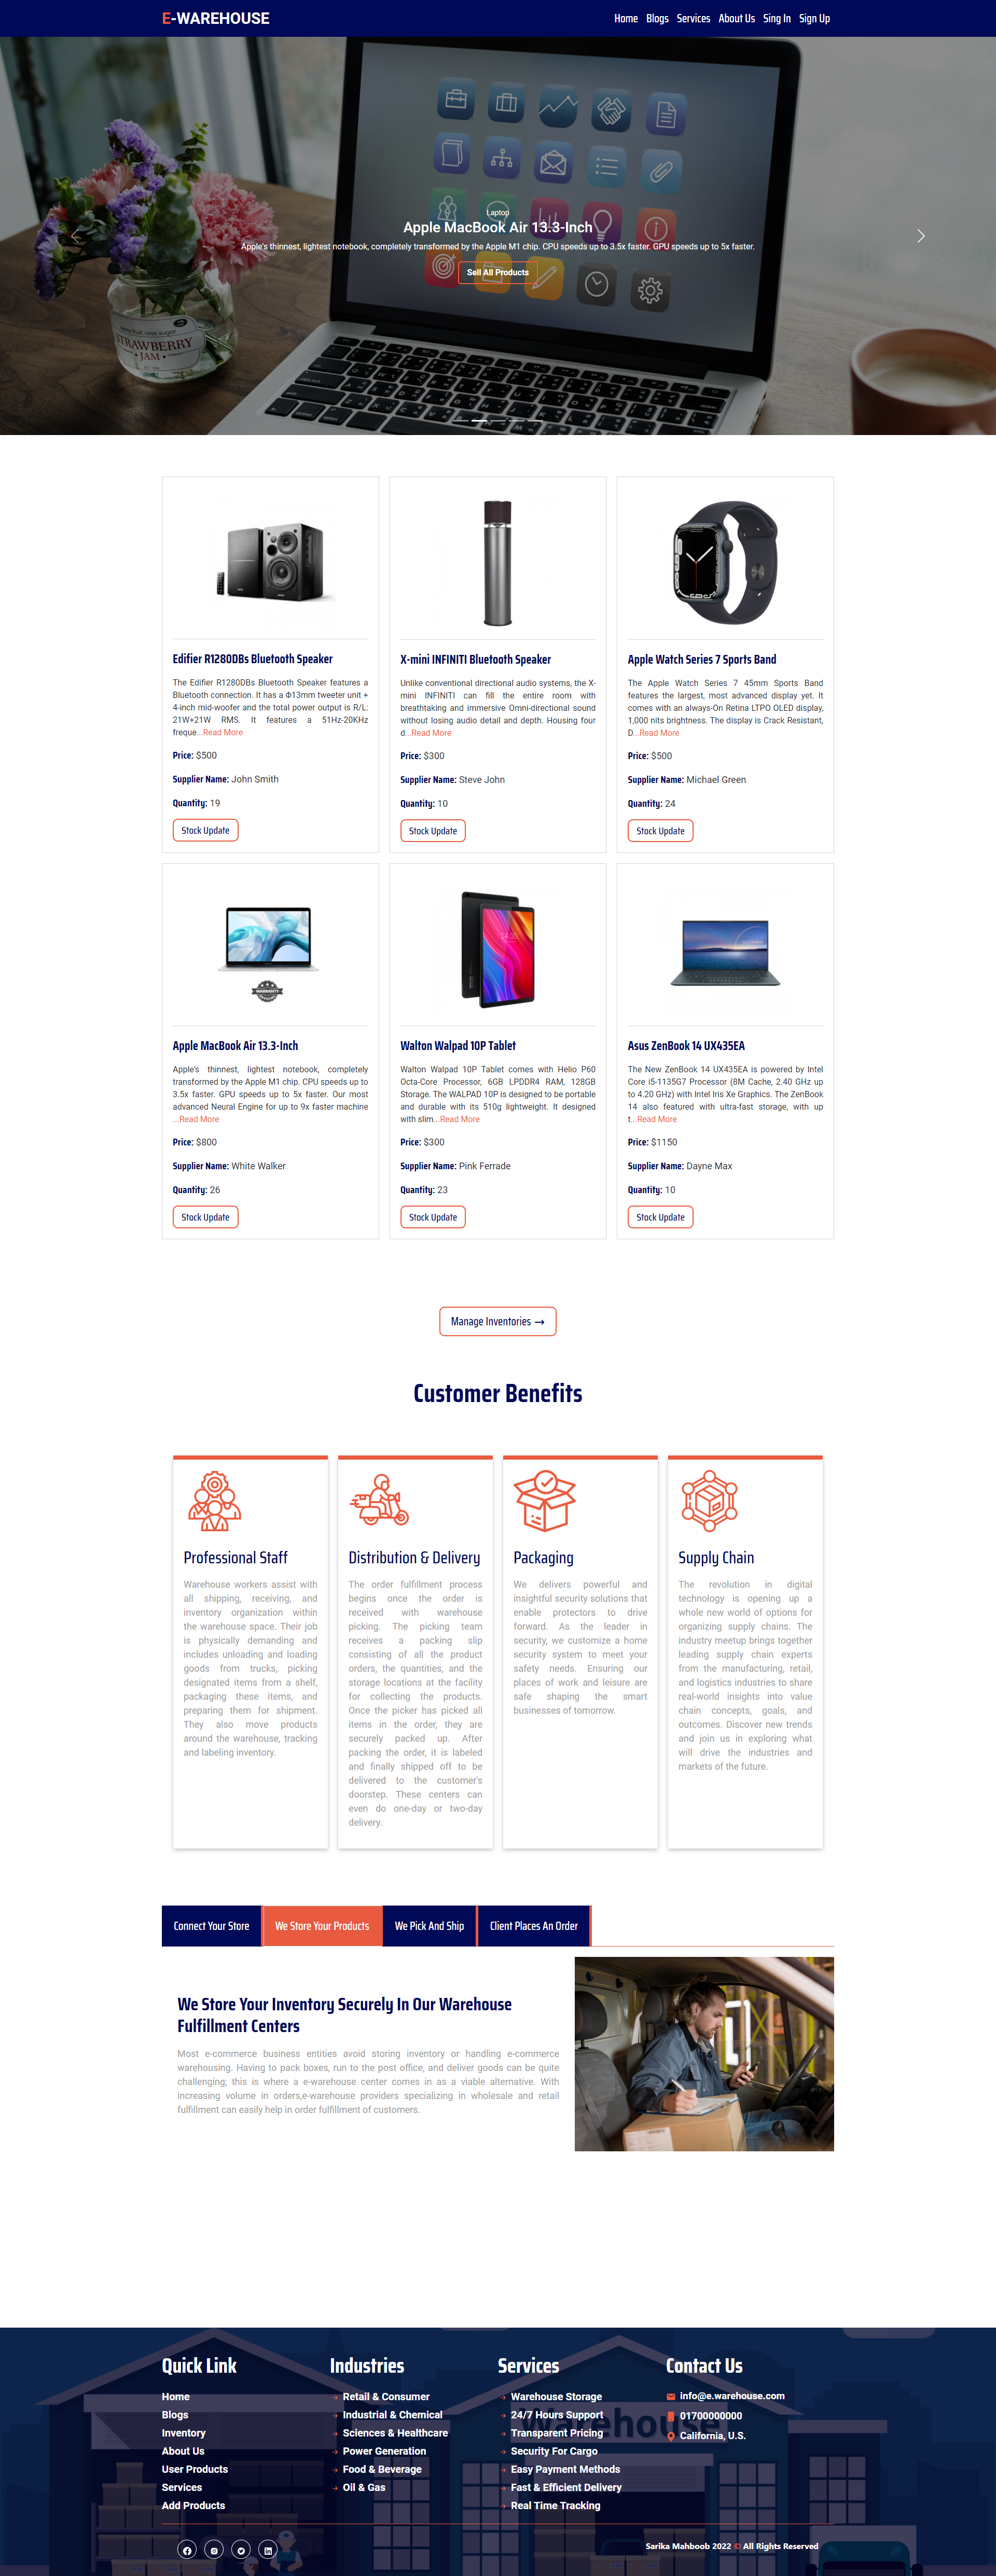 E-WAREHOUSE
Home Blogs Services About Us Sing In Sign Up
Laptop
Apple MacBook Air 13.3-Inch
Apple's thinnest, lightest notebook, completely transformed by the Apple M1 chip. CPU speeds up to 3.5x faster. GPU speeds up to 5x faster.
Sell All Products
STRAWBERRY
JAM
Edifier R1280DBs Bluetooth Speaker
The Edifier R1280DBs Bluetooth Speaker features a
Bluetooth connection. It has a Φ13mm tweeter unit +
4-inch mid-woofer and the total power output is R/L:
21W+21W RMS. It features a 51Hz-20KHz
freque...Read More
Price: $500
Supplier Name: John Smith
Quantity: 19
Stock Update
X-mini INFINITI Bluetooth Speaker
Unlike conventional directional audio systems, the X-
mini INFINITI can fill the entire room with
breathtaking and immersive Omni-directional sound
without losing audio detail and depth. Housing four
d...Read More
Price: $300
Supplier Name: Steve John
Quantity: 10
Stock Update
Apple Watch Series 7 Sports Band
The Apple Watch Series 7 45mm Sports Band
features the largest, most advanced display yet. It
comes with an always-On Retina LTPO OLED display,
1,000 nits brightness. The display is Crack Resistant,
D...Read More
Price: $500
Supplier Name: Michael Green
Quantity: 24
Stock Update
WARRANTY
Apple MacBook Air 13.3-Inch
Apple's thinnest, lightest notebook, completely
transformed by the Apple M1 chip. CPU speeds up to
3.5x faster. GPU speeds up to 5x faster. Our most
advanced Neural Engine for up to 9x faster machine
...Read More
Price: $800
Supplier Name: White Walker
Quantity: 26
Stock Update
Walton Walpad 10P Tablet
Walton Walpad 10P Tablet comes with Helio P60
Octa-Core Processor, 6GB LPDDR4 RAM, 128GB
Storage. The WALPAD 10P is designed to be portable
and durable with its 510g lightweight. It designed
with slim...Read More
Price: $300
Supplier Name: Pink Ferrade
Quantity: 23
Stock Update
Asus ZenBook 14 UX435EA
The New ZenBook 14 UX435EA is powered by Intel
Core i5-1135G7 Processor (8M Cache, 2.40 GHz up
to 4.20 GHz) with Intel Iris Xe Graphics. The ZenBook
14 also featured with ultra-fast storage, with up
t...Read More
Price: $1150
Supplier Name: Dayne Max
Quantity: 10
Stock Update
Manage Inventories →
Customer Benefits
Professional Staff
Warehouse workers assist with
all shipping, receiving, and
inventory organization within
the warehouse space. Their job
is physically demanding and
includes unloading and loading
goods from trucks, picking
designated items from a shelf,
packaging these items, and
preparing them for shipment.
They also move products
around the warehouse, tracking
and labeling inventory.
Distribution & Delivery
The order fulfillment process
begins once the order is
received with warehouse
picking. The picking team
receives a packing slip
consisting of all the product
orders, the quantities, and the
storage locations at the facility
for collecting the products.
Once the picker has picked all
items in the order, they are
securely packed up. After
packing the order, it is labeled
and finally shipped off to be
delivered to the customer's
doorstep. These centers can
even do one-day or two-day
delivery.
Packaging
We delivers powerful and
insightful security solutions that
enable protectors to drive
forward. As the leader in
security, we customize a home
security system to meet your
safety needs. Ensuring our
places of work and leisure are
safe shaping the smart
businesses of tomorrow.
Supply Chain
The revolution in digital
technology is opening up a
whole new world of options for
organizing supply chains. The
industry meetup brings together
leading supply chain experts
from the manufacturing, retail,
and logistics industries to share
real-world insights into value
chain concepts, goals, and
outcomes. Discover new trends
and join us in exploring what
will drive the industries and
markets of the future.
Connect Your Store We Store Your Products We Pick And Ship Client Places An Order
We Store Your Inventory Securely In Our Warehouse
Fulfillment Centers
Most e-commerce business entities avoid storing inventory or handling e-commerce
warehousing. Having to pack boxes, run to the post office, and deliver goods can be quite
challenging; this is where a e-warehouse center comes in as a viable alternative. With
increasing volume in orders,e-warehouse providers specializing in wholesale and retail
fulfillment can easily help in order fulfillment of customers.
Warehouse
Quick Link
Home
Blogs
Inventory
About Us
User Products
Services
Add Products
Industries
Retail & Consumer
Industrial & Chemical
Sciences & Healthcare
Power Generation
Food & Beverage
Oil & Gas
Services
Warehouse Storage
24/7 Hours Support
Transparent Pricing
Security For Cargo
Easy Payment Methods
Fast & Efficient Delivery
Real Time Tracking
Contact Us
info@e.warehouse.com
01700000000
California, U.S.
Sarika Mahboob 2022 © All Rights Reserved